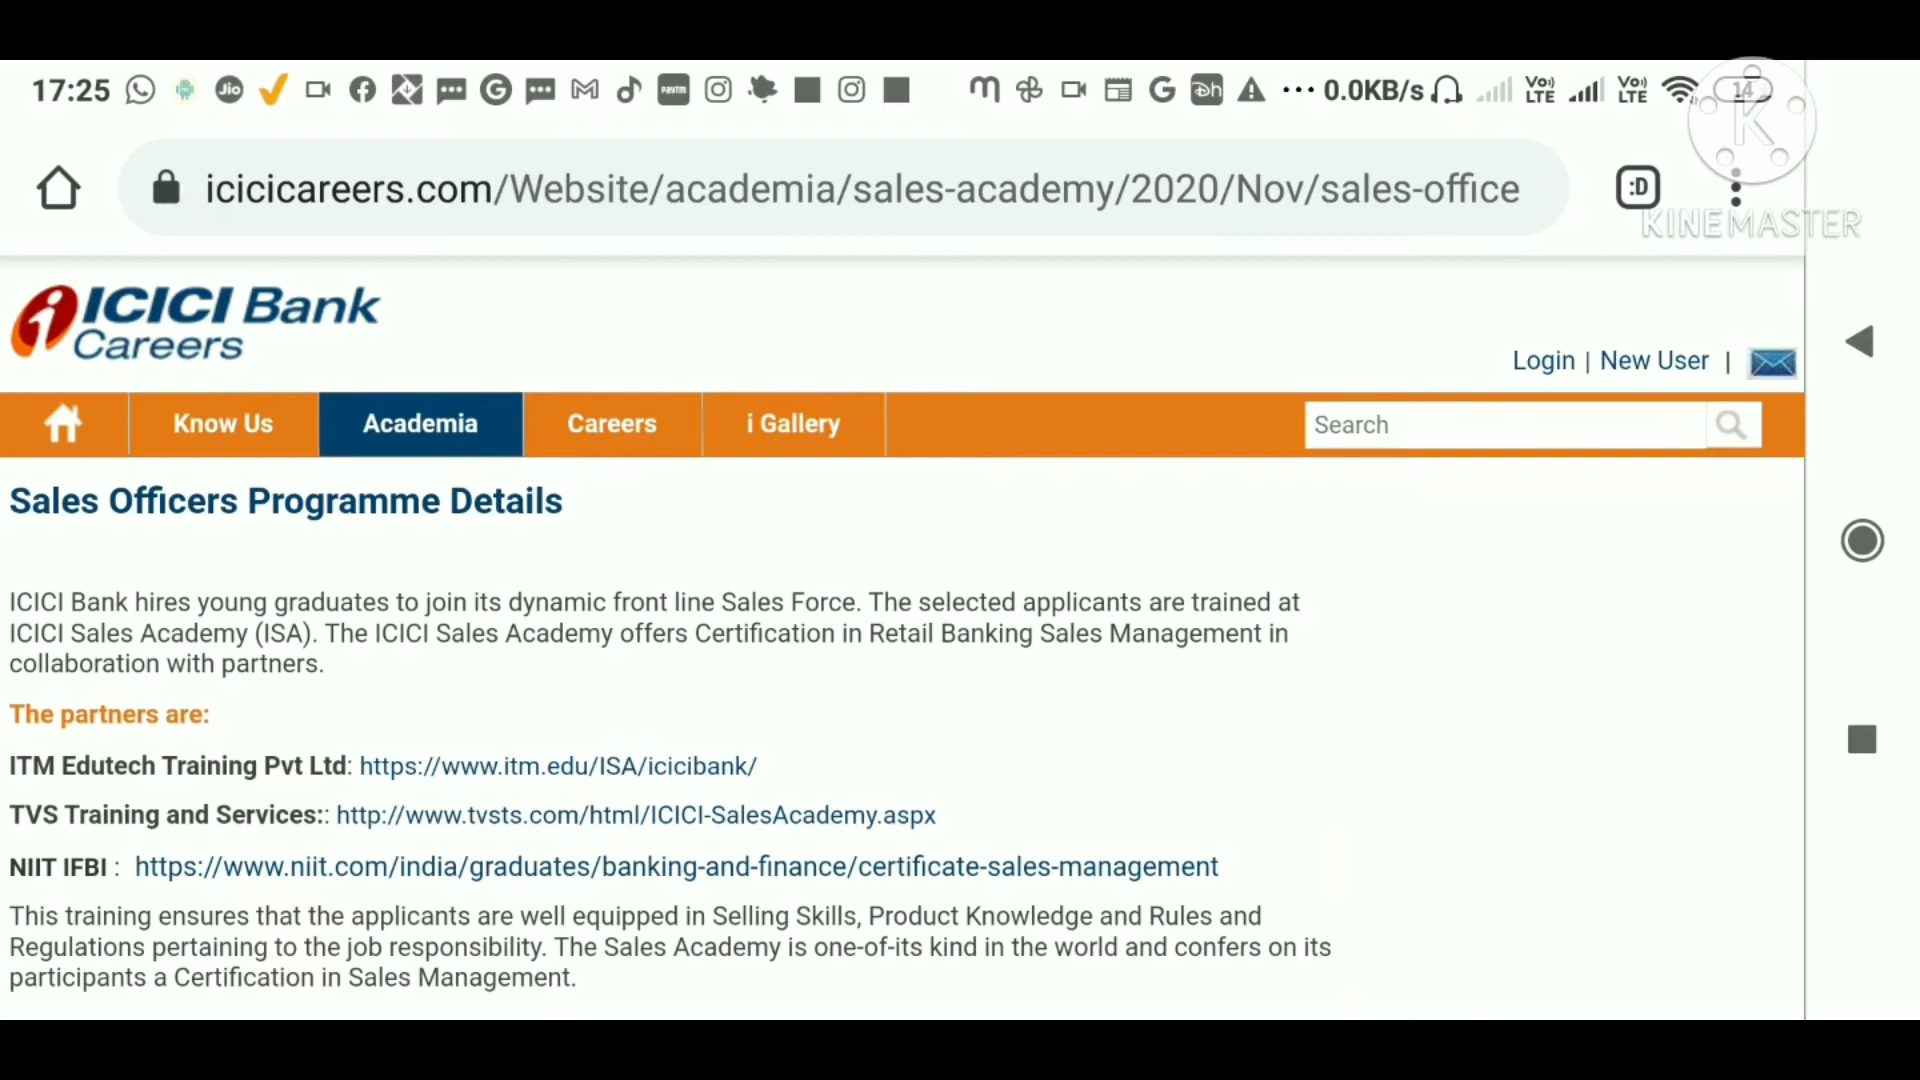 17:25 Jio Paytm 0.0KB/s Vo) LTE Vo) LTE 14
K
icicicareers.com/Website/academia/sales-academy/2020/Nov/sales-office :D
KINEMASTER
ICICI Bank
Careers
Login | New User |
Know Us Academia Careers i Gallery Search
Sales Officers Programme Details
ICICI Bank hires young graduates to join its dynamic front line Sales Force. The selected applicants are trained at
ICICI Sales Academy (ISA). The ICICI Sales Academy offers Certification in Retail Banking Sales Management in
collaboration with partners.
The partners are:
ITM Edutech Training Pvt Ltd: https://www.itm.edu/ISA/icicibank/
TVS Training and Services:: http://www.tvsts.com/html/ICICI-SalesAcademy.aspx
NIIT IFBI : https://www.niit.com/india/graduates/banking-and-finance/certificate-sales-management
This training ensures that the applicants are well equipped in Selling Skills, Product Knowledge and Rules and
Regulations pertaining to the job responsibility. The Sales Academy is one-of-its kind in the world and confers on its
participants a Certification in Sales Management.